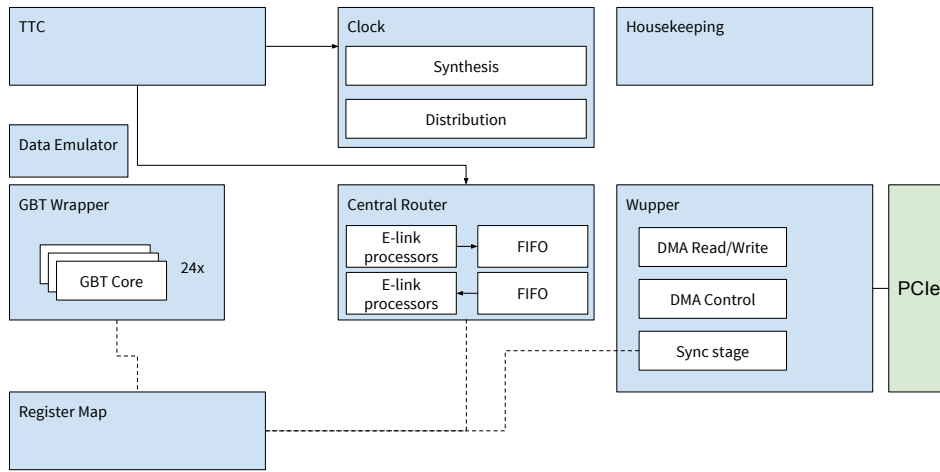 TTC
Clock
Synthesis
Distribution
Housekeeping
Data Emulator
GBT Wrapper
GBT Core
24x
Central Router
E-link
processors
FIFO
E-link
processors
FIFO
Wupper
DMA Read/Write
DMA Control
Sync stage
PCIe
Register Map